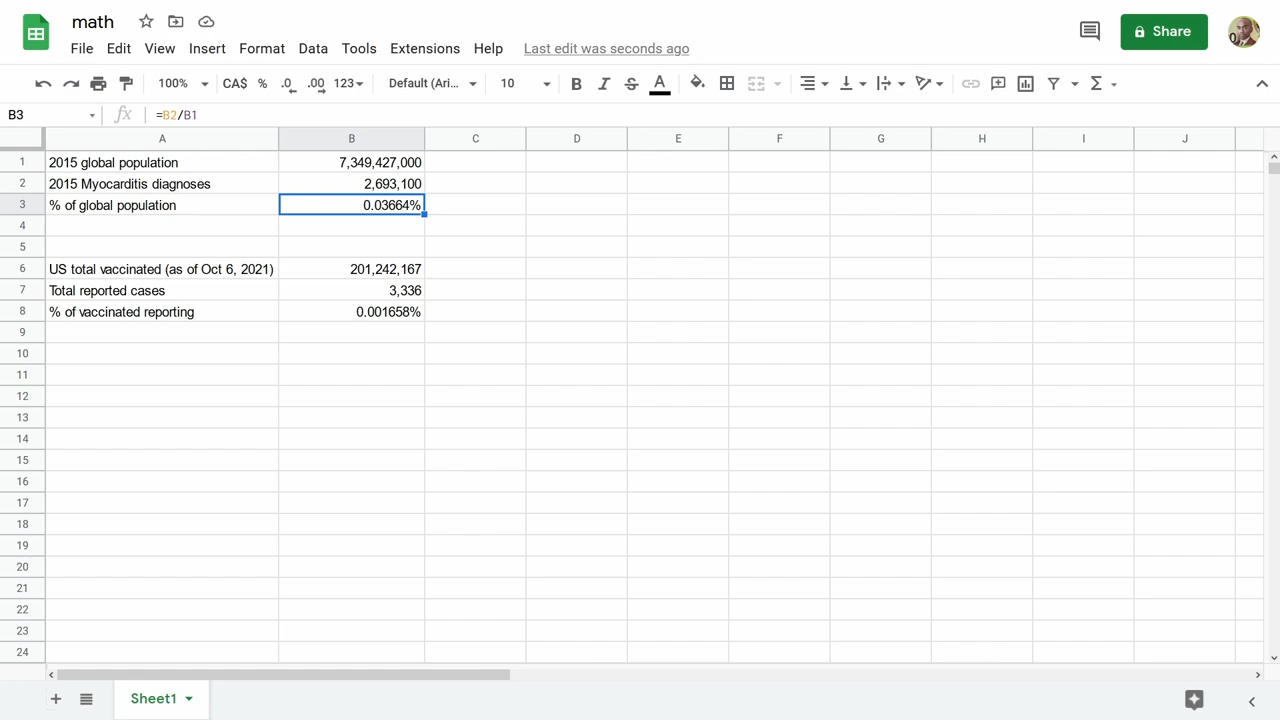 math
File Edit View Insert Format Data Tools Extensions Help Last edit was seconds ago
Share
100% CA$ % .0 .00 123 Default (Ari... 10 B I S A Σ
B3 fx =B2/B1
A B C D E F G H I J
1 2015 global population 7,349,427,000
2 2015 Myocarditis diagnoses 2,693,100
3 % of global population 0.03664%
4
5
6 US total vaccinated (as of Oct 6, 2021) 201,242,167
7 Total reported cases 3,336
8 % of vaccinated reporting 0.001658%
9
10
11
12
13
14
15
16
17
18
19
20
21
22
23
24
Sheet1